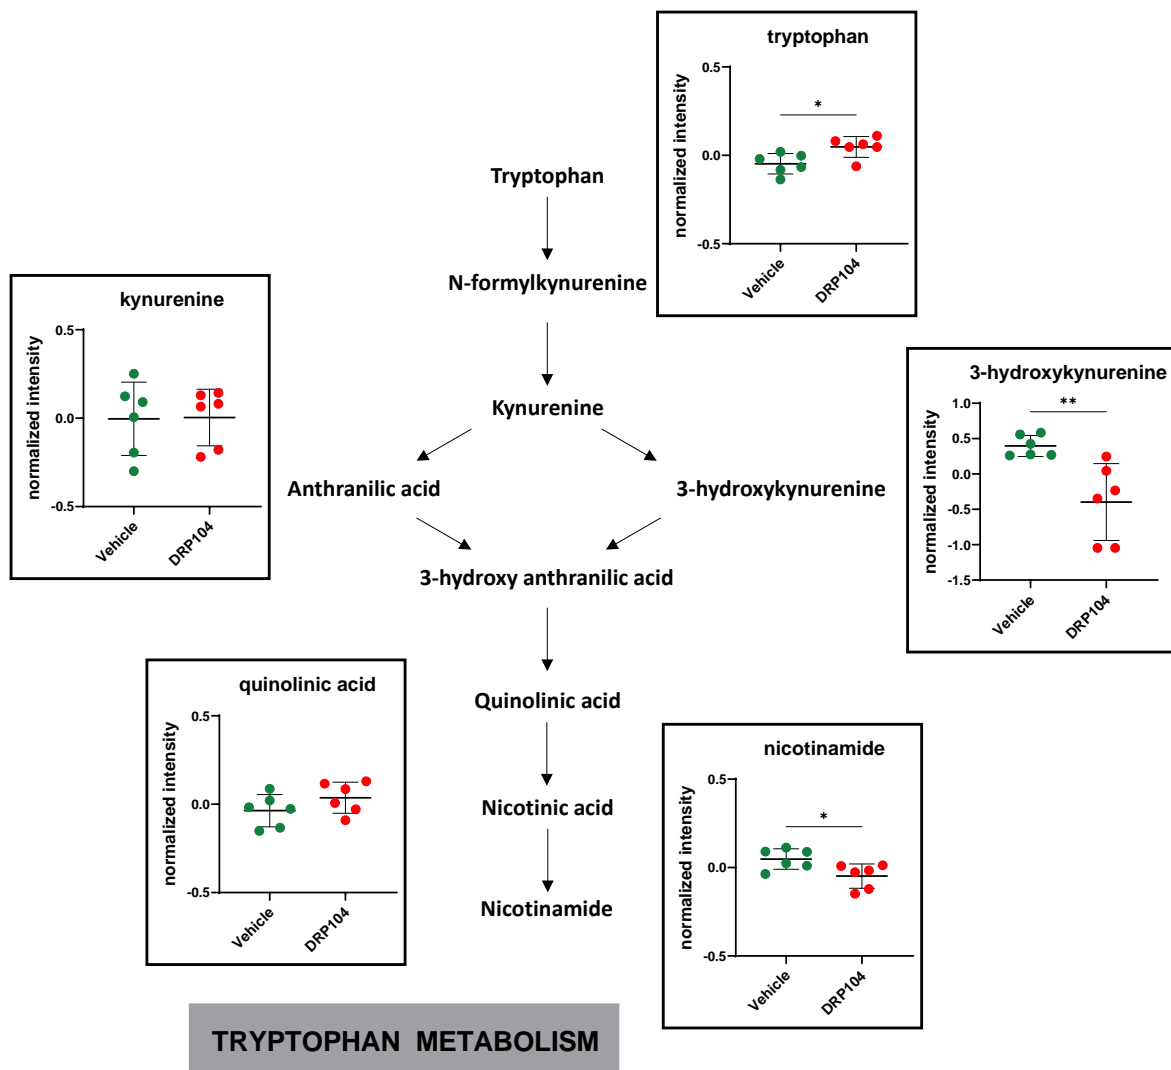 tryptophan
normalized intensity
0.5
*
0.0
-0.5
Vehicle
DRP104
Tryptophan
N-formylkynurenine
kynurenine
normalized intensity
0.5
0.0
-0.5
Vehicle
DRP104
Kynurenine
Anthranilic acid
3-hydroxykynurenine
3-hydroxykynurenine
normalized intensity
1.0
**
0.5
0.0
-0.5
-1.0
-1.5
Vehicle
DRP104
3-hydroxy anthranilic acid
quinolinic acid
normalized intensity
0.5
0.0
-0.5
Vehicle
DRP104
Quinolinic acid
Nicotinic acid
Nicotinamide
nicotinamide
normalized intensity
0.5
*
0.0
-0.5
Vehicle
DRP104
TRYPTOPHAN METABOLISM